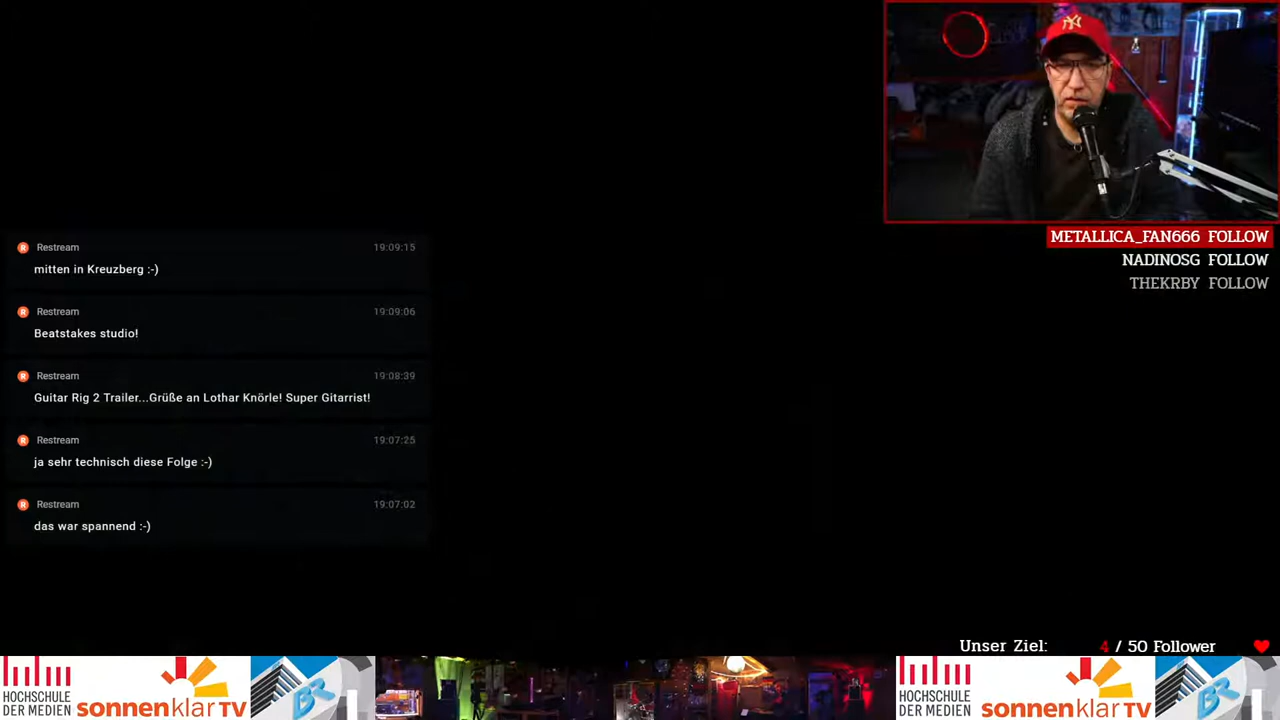 Restream 19:09:15
mitten in Kreuzberg :-)
Restream 19:09:06
Beatstakes studio!
Restream 19:08:39
Guitar Rig 2 Trailer...Grüße an Lothar Knörle! Super Gitarrist!
Restream 19:07:25
ja sehr technisch diese Folge :-)
Restream 19:07:02
das war spannend :-)
METALLICA_FAN666 FOLLOW
NADINOSG FOLLOW
THEKRBY FOLLOW
Unser Ziel: 4 / 50 Follower
HOCHSCHULE
DER MEDIEN
sonnenklar TV
BR
HOCHSCHULE
DER MEDIEN
sonnenklar TV
BR